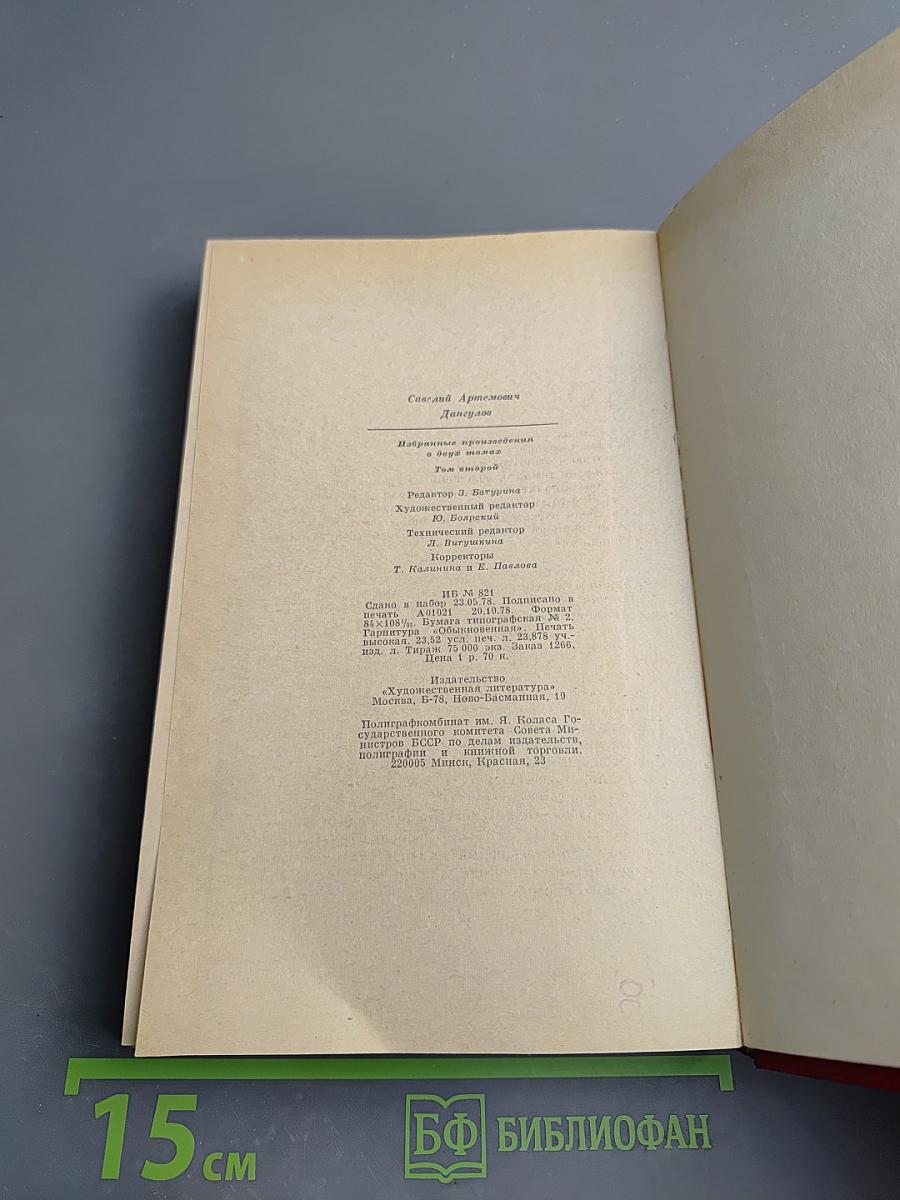 Савелий Артемович
Дангулов
Избранные произведения
в двух томах
Том второй
Редактор З. Батурина
Художественный редактор
Ю. Боярский
Технический редактор
Л. Витушкина
Корректоры
Т. Калинина и Е. Павлова
ИБ № 821
Сдано в набор 23.05.78. Подписано в
печать А01021 20.10.78. Формат
84×108¹/₃₂. Бумага типографская № 2.
Гарнитура «Обыкновенная». Печать
высокая. 23,52 усл. печ. л. 23,878 уч.-
изд. л. Тираж 75 000 экз. Заказ 1266.
Цена 1 р. 70 к.
Издательство
«Художественная литература»
Москва, Б-78, Ново-Басманная, 19
Полиграфкомбинат им. Я. Коласа Го-
сударственного комитета Совета Ми-
нистров БССР по делам издательств,
полиграфии и книжной торговли.
220005 Минск, Красная, 23
15 см
БФ БИБЛИОФАН